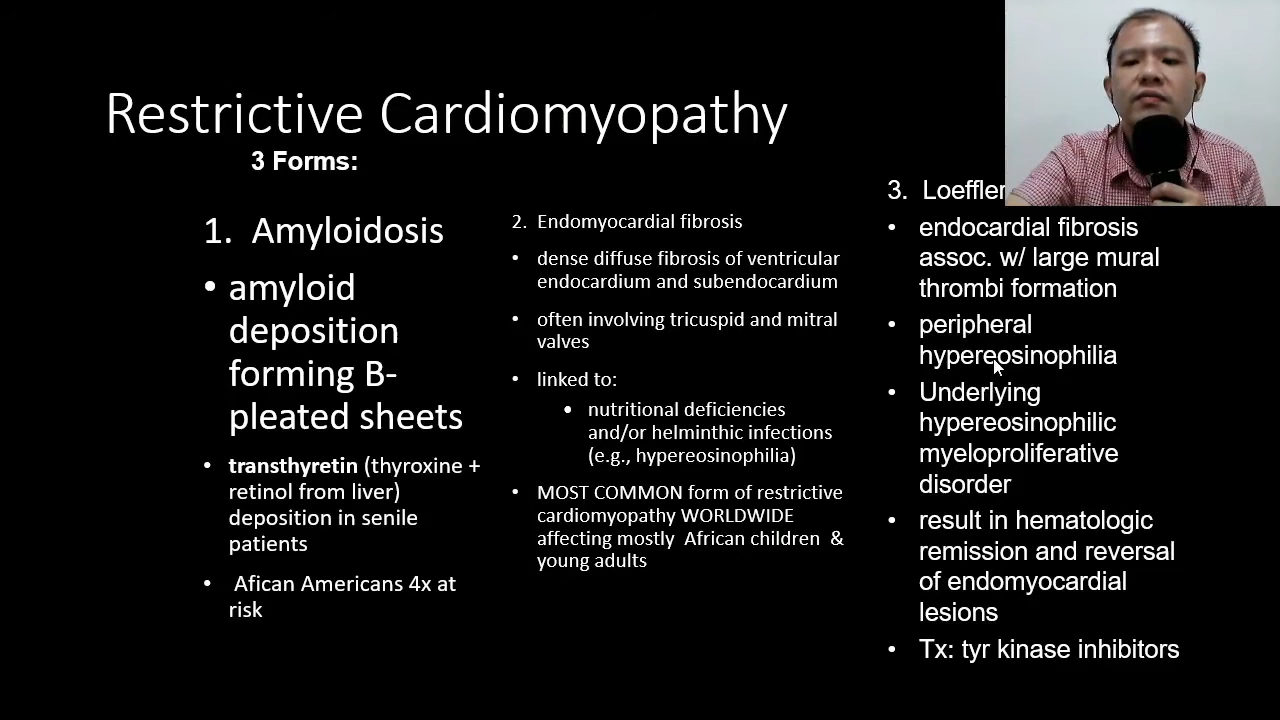 Restrictive Cardiomyopathy
3 Forms:
1. Amyloidosis
• amyloid
deposition
forming B-
pleated sheets
• transthyretin (thyroxine +
retinol from liver)
deposition in senile
patients
• Afican Americans 4x at
risk
2. Endomyocardial fibrosis
• dense diffuse fibrosis of ventricular
endocardium and subendocardium
• often involving tricuspid and mitral
valves
• linked to:
• nutritional deficiencies
and/or helminthic infections
(e.g., hypereosinophilia)
• MOST COMMON form of restrictive
cardiomyopathy WORLDWIDE
affecting mostly African children &
young adults
3. Loeffler
• endocardial fibrosis
assoc. w/ large mural
thrombi formation
• peripheral
hypereosinophilia
• Underlying
hypereosinophilic
myeloproliferative
disorder
• result in hematologic
remission and reversal
of endomyocardial
lesions
• Tx: tyr kinase inhibitors